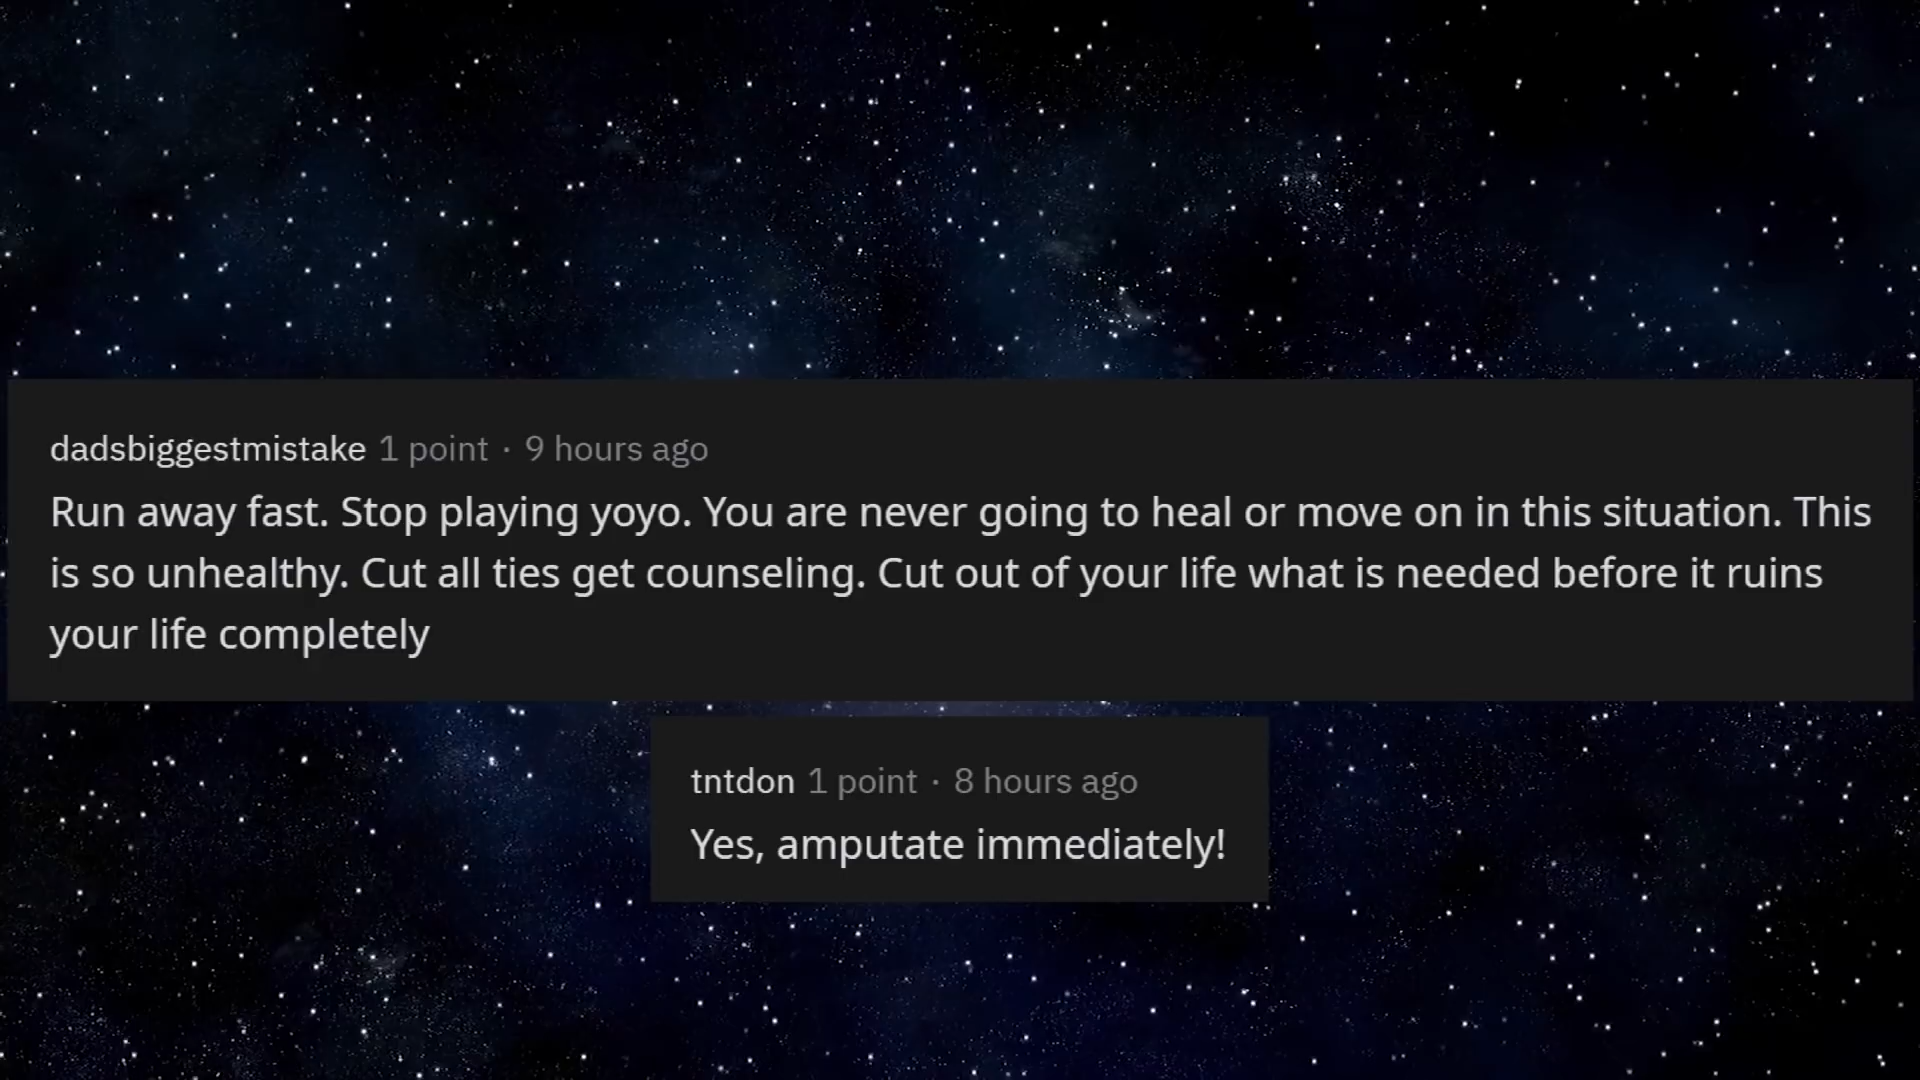 dadsbiggestmistake 1 point · 9 hours ago
Run away fast. Stop playing yoyo. You are never going to heal or move on in this situation. This
is so unhealthy. Cut all ties get counseling. Cut out of your life what is needed before it ruins
your life completely
tntdon 1 point · 8 hours ago
Yes, amputate immediately!